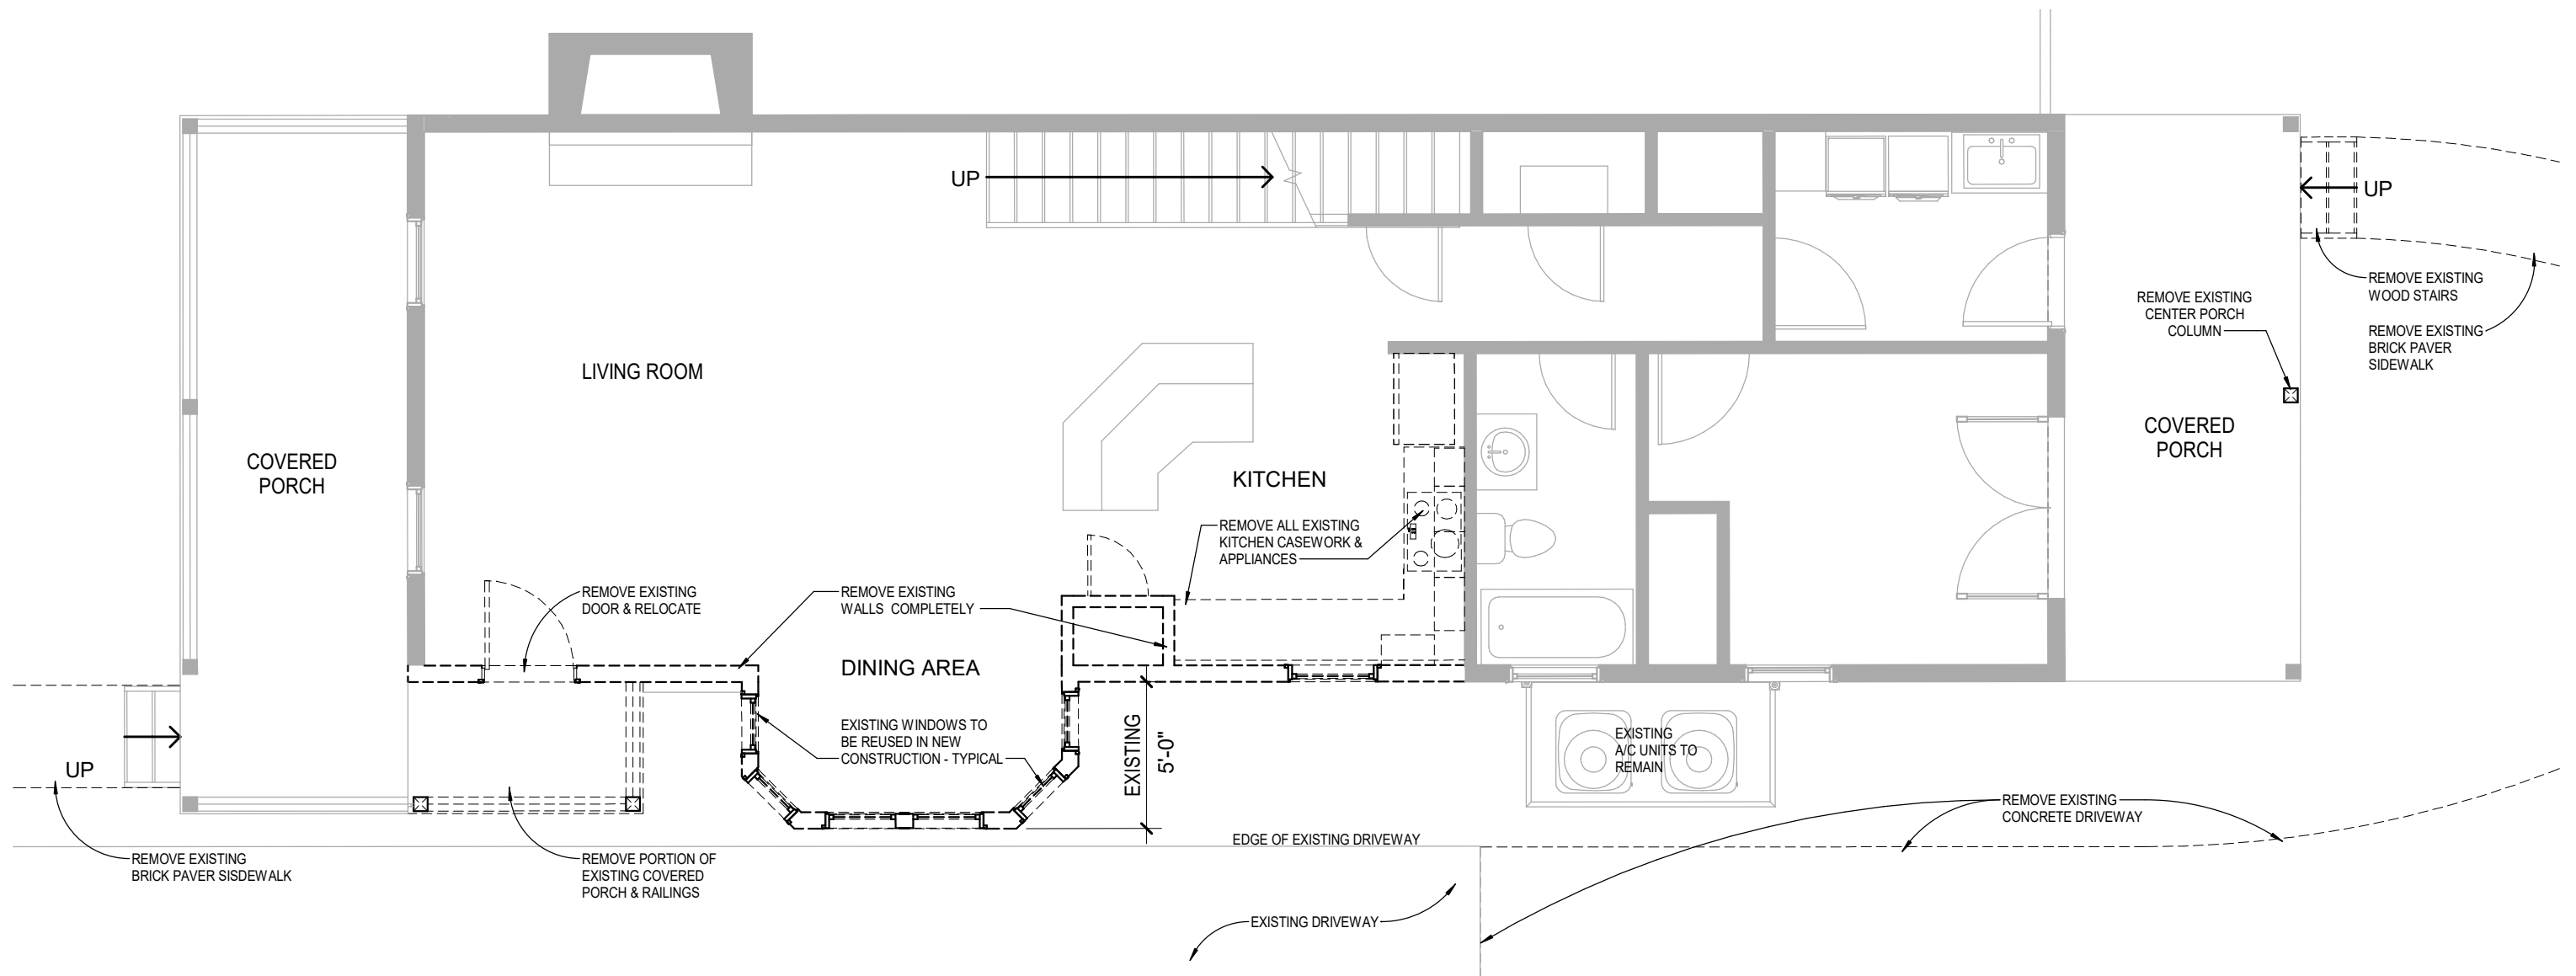 UP
UP
REMOVE EXISTING
WOOD STAIRS
REMOVE EXISTING
BRICK PAVER
SIDEWALK
REMOVE EXISTING
CENTER PORCH
COLUMN
LIVING ROOM
COVERED
PORCH
COVERED
PORCH
KITCHEN
REMOVE ALL EXISTING
KITCHEN CASEWORK &
APPLIANCES
REMOVE EXISTING
DOOR & RELOCATE
REMOVE EXISTING
WALLS COMPLETELY
DINING AREA
EXISTING WINDOWS TO
BE REUSED IN NEW
CONSTRUCTION - TYPICAL
EXISTING
5'-0"
EXISTING
A/C UNITS TO
REMAIN
UP
REMOVE EXISTING
CONCRETE DRIVEWAY
EDGE OF EXISTING DRIVEWAY
REMOVE EXISTING
BRICK PAVER SISDEWALK
REMOVE PORTION OF
EXISTING COVERED
PORCH & RAILINGS
EXISTING DRIVEWAY